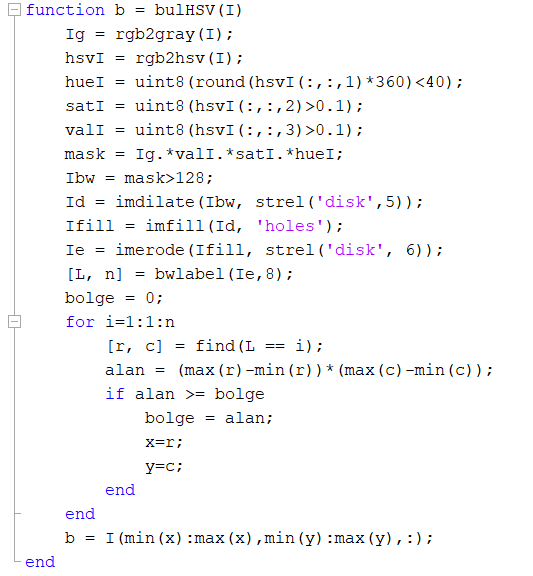 function b = bulHSV(I)
Ig = rgb2gray(I);
hsvI = rgb2hsv(I);
hueI = uint8(round(hsvI(:,:,1)*360)<40);
satI = uint8(hsvI(:,:,2)>0.1);
valI = uint8(hsvI(:,:,3)>0.1);
mask = Ig.*valI.*satI.*hueI;
Ibw = mask>128;
Id = imdilate(Ibw, strel('disk',5));
Ifill = imfill(Id, 'holes');
Ie = imerode(Ifill, strel('disk', 6));
[L, n] = bwlabel(Ie,8);
bolge = 0;
for i=1:1:n
[r, c] = find(L == i);
alan = (max(r)-min(r))*(max(c)-min(c));
if alan >= bolge
bolge = alan;
x=r;
y=c;
end
end
b = I(min(x):max(x),min(y):max(y),:);
end